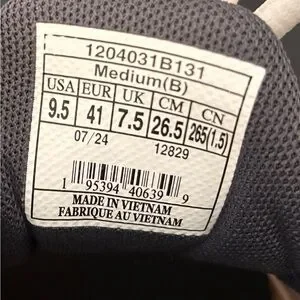 1204031B131
Medium(B)
USA EUR UK CM CN
9.5 41 7.5 26.5 265(1.5)
07/24 12829
1 95394 40639 9
MADE IN VIETNAM
FABRIQUE AU VIETNAM